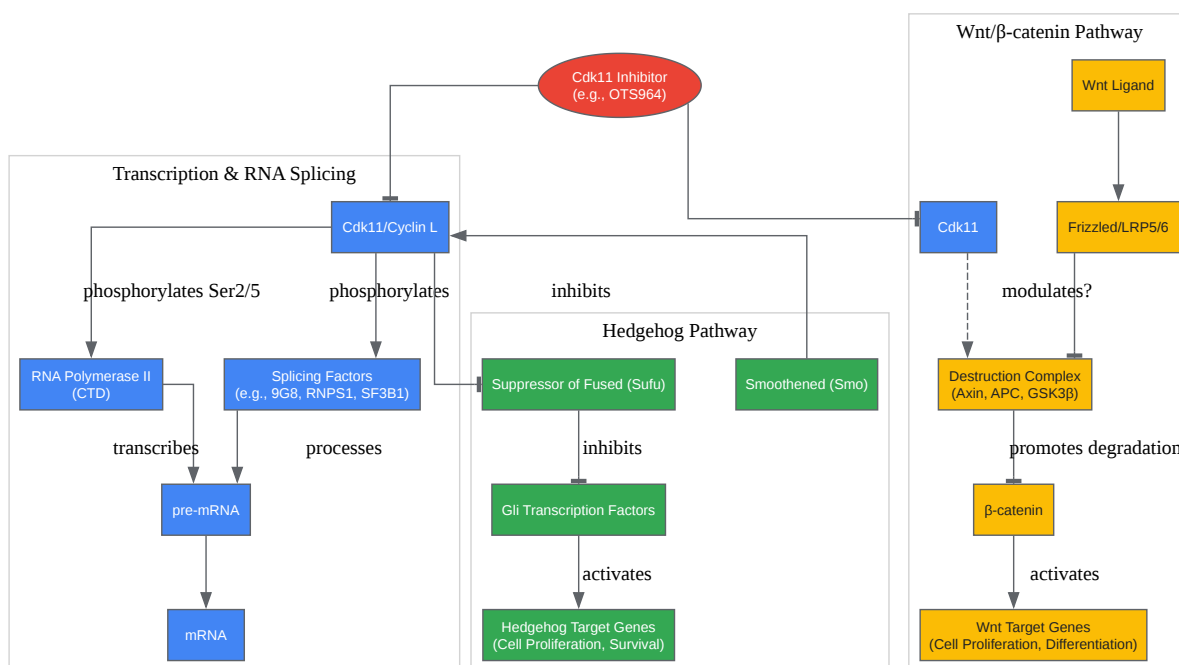 Wnt/β-catenin Pathway
Cdk11 Inhibitor
(e.g., OTS964)
Wnt Ligand
Transcription & RNA Splicing
Cdk11/Cyclin L
Cdk11
Frizzled/LRP5/6
phosphorylates Ser2/5
phosphorylates
inhibits
modulates?
Hedgehog Pathway
RNA Polymerase II
(CTD)
Splicing Factors
(e.g., 9G8, RNPS1, SF3B1)
Suppressor of Fused (Sufu)
Smoothened (Smo)
Destruction Complex
(Axin, APC, GSK3β)
transcribes
processes
inhibits
promotes degradation
pre-mRNA
Gli Transcription Factors
β-catenin
activates
activates
mRNA
Hedgehog Target Genes
(Cell Proliferation, Survival)
Wnt Target Genes
(Cell Proliferation, Differentiation)